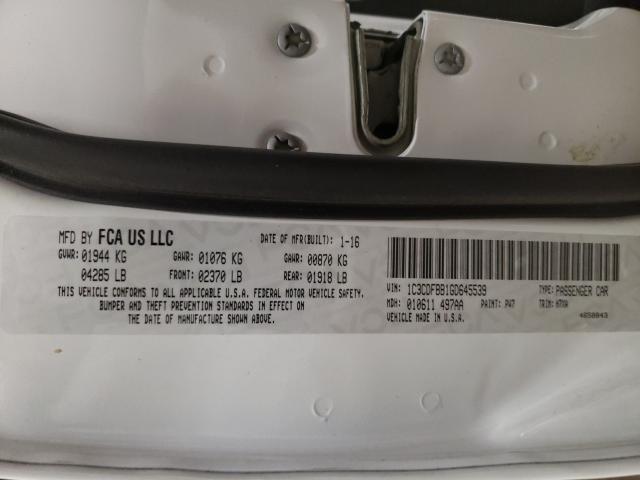 MFD BY FCA US LLC DATE OF MFR(BUILT): 1-16
GVWR: 01944 KG GAWR: 01076 KG GAWR: 00870 KG
04285 LB FRONT: 02370 LB REAR: 01918 LB
THIS VEHICLE CONFORMS TO ALL APPLICABLE U.S.A. FEDERAL MOTOR VEHICLE SAFETY,
BUMPER AND THEFT PREVENTION STANDARDS IN EFFECT ON
THE DATE OF MANUFACTURE SHOWN ABOVE.
VIN: 1C3CDFBB1GD645539 TYPE: PASSENGER CAR
MDH: 010611 497AA PAINT: PW7 TRIM:
VEHICLE MADE IN U.S.A. 4658843